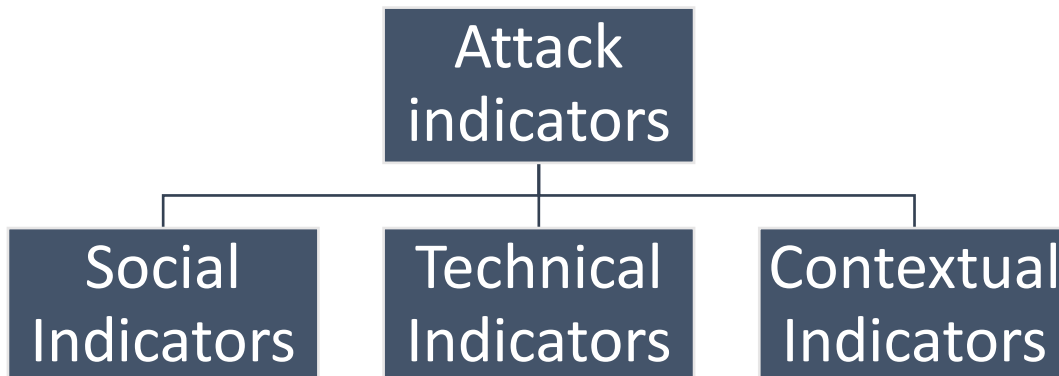 Attack
indicators
Social
Indicators
Technical
Indicators
Contextual
Indicators